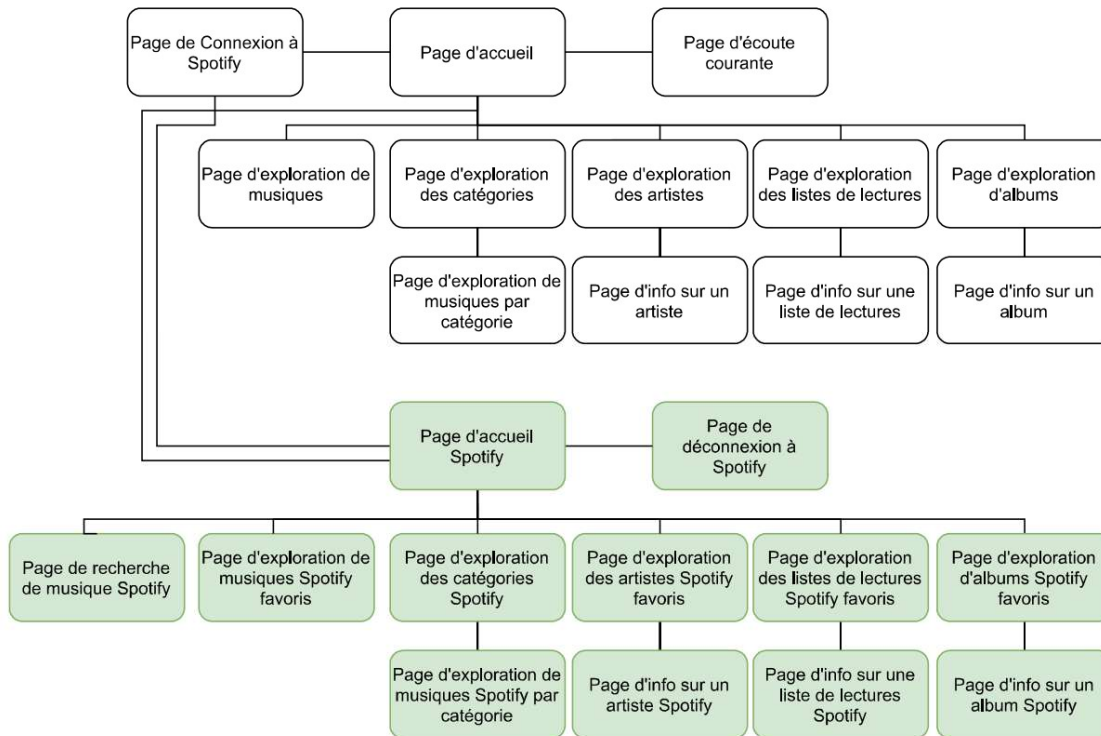 Page de Connexion à
Spotify
Page d'accueil
Page d'écoute
courante
Page d'exploration de
musiques
Page d'exploration
des catégories
Page d'exploration
des artistes
Page d'exploration
des listes de lectures
Page d'exploration
d'albums
Page d'exploration de
musiques par
catégorie
Page d'info sur un
artiste
Page d'info sur une
liste de lectures
Page d'info sur un
album
Page d'accueil
Spotify
Page de
déconnexion à
Spotify
Page de recherche
de musique Spotify
Page d'exploration de
musiques Spotify
favoris
Page d'exploration
des catégories
Spotify
Page d'exploration
des artistes Spotify
favoris
Page d'exploration
des listes de lectures
Spotify favoris
Page d'exploration
d'albums Spotify
favoris
Page d'exploration de
musiques Spotify par
catégorie
Page d'info sur un
artiste Spotify
Page d'info sur une
liste de lectures
Spotify
Page d'info sur un
album Spotify